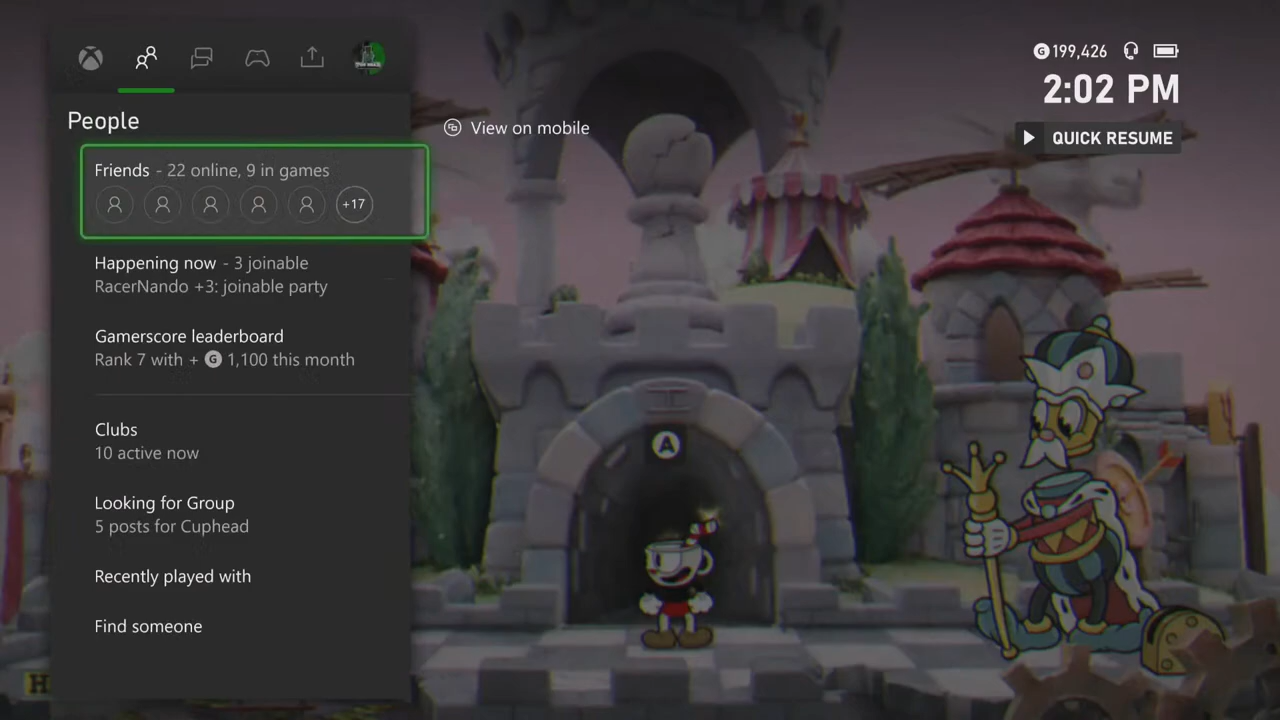 199,426
2:02 PM
QUICK RESUME
People
View on mobile
Friends - 22 online, 9 in games
+17
Happening now - 3 joinable
RacerNando +3: joinable party
Gamerscore leaderboard
Rank 7 with + G 1,100 this month
Clubs
10 active now
Looking for Group
5 posts for Cuphead
Recently played with
Find someone
A
H